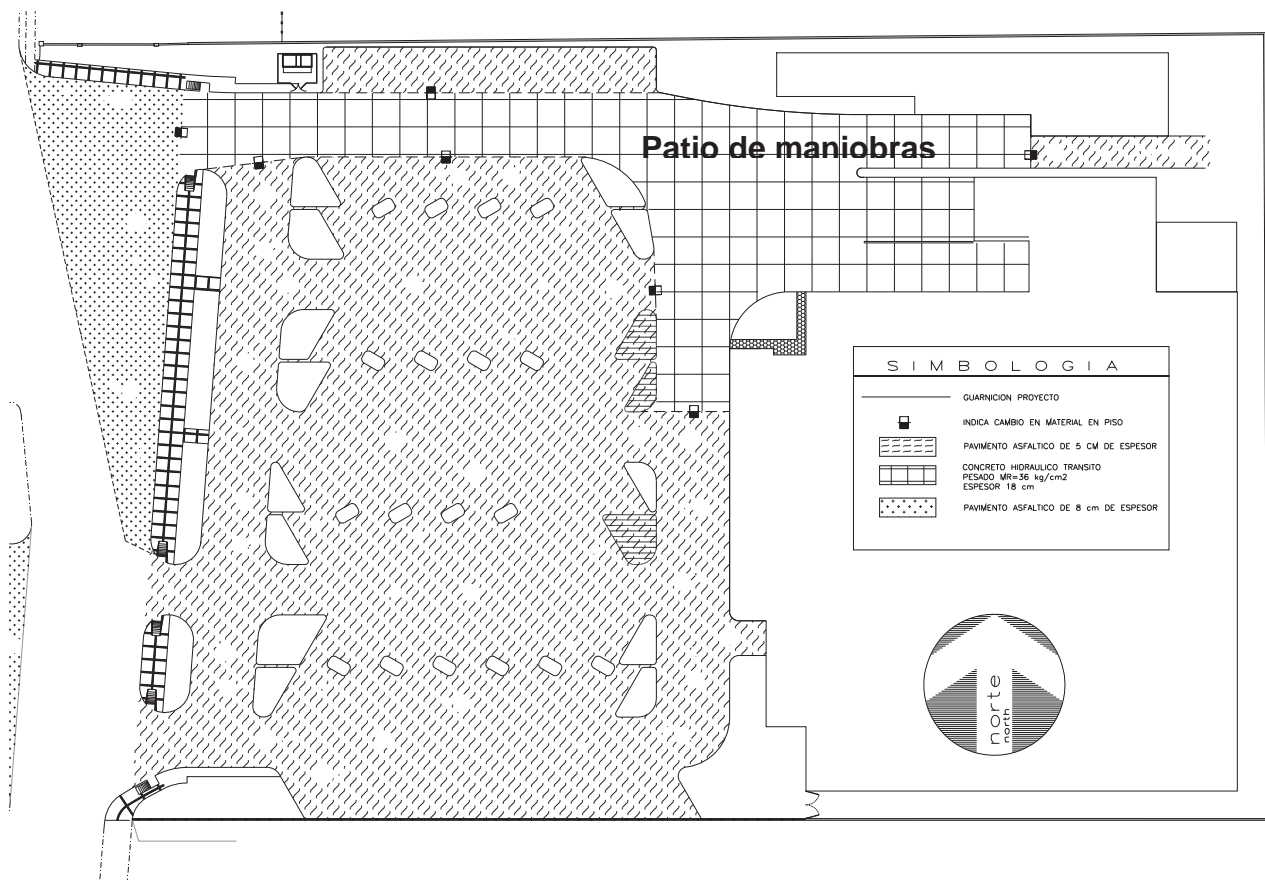 Patio de maniobras
SIMBOLOGIA
GUARNICION PROYECTO
INDICA CAMBIO EN MATERIAL EN PISO
PAVIMENTO ASFALTICO DE 5 CM DE ESPESOR
CONCRETO HIDRAULICO TRANSITO
PESADO MR=36 kg/cm2
ESPESOR 18 cm
PAVIMENTO ASFALTICO DE 8 cm DE ESPESOR
norte
north